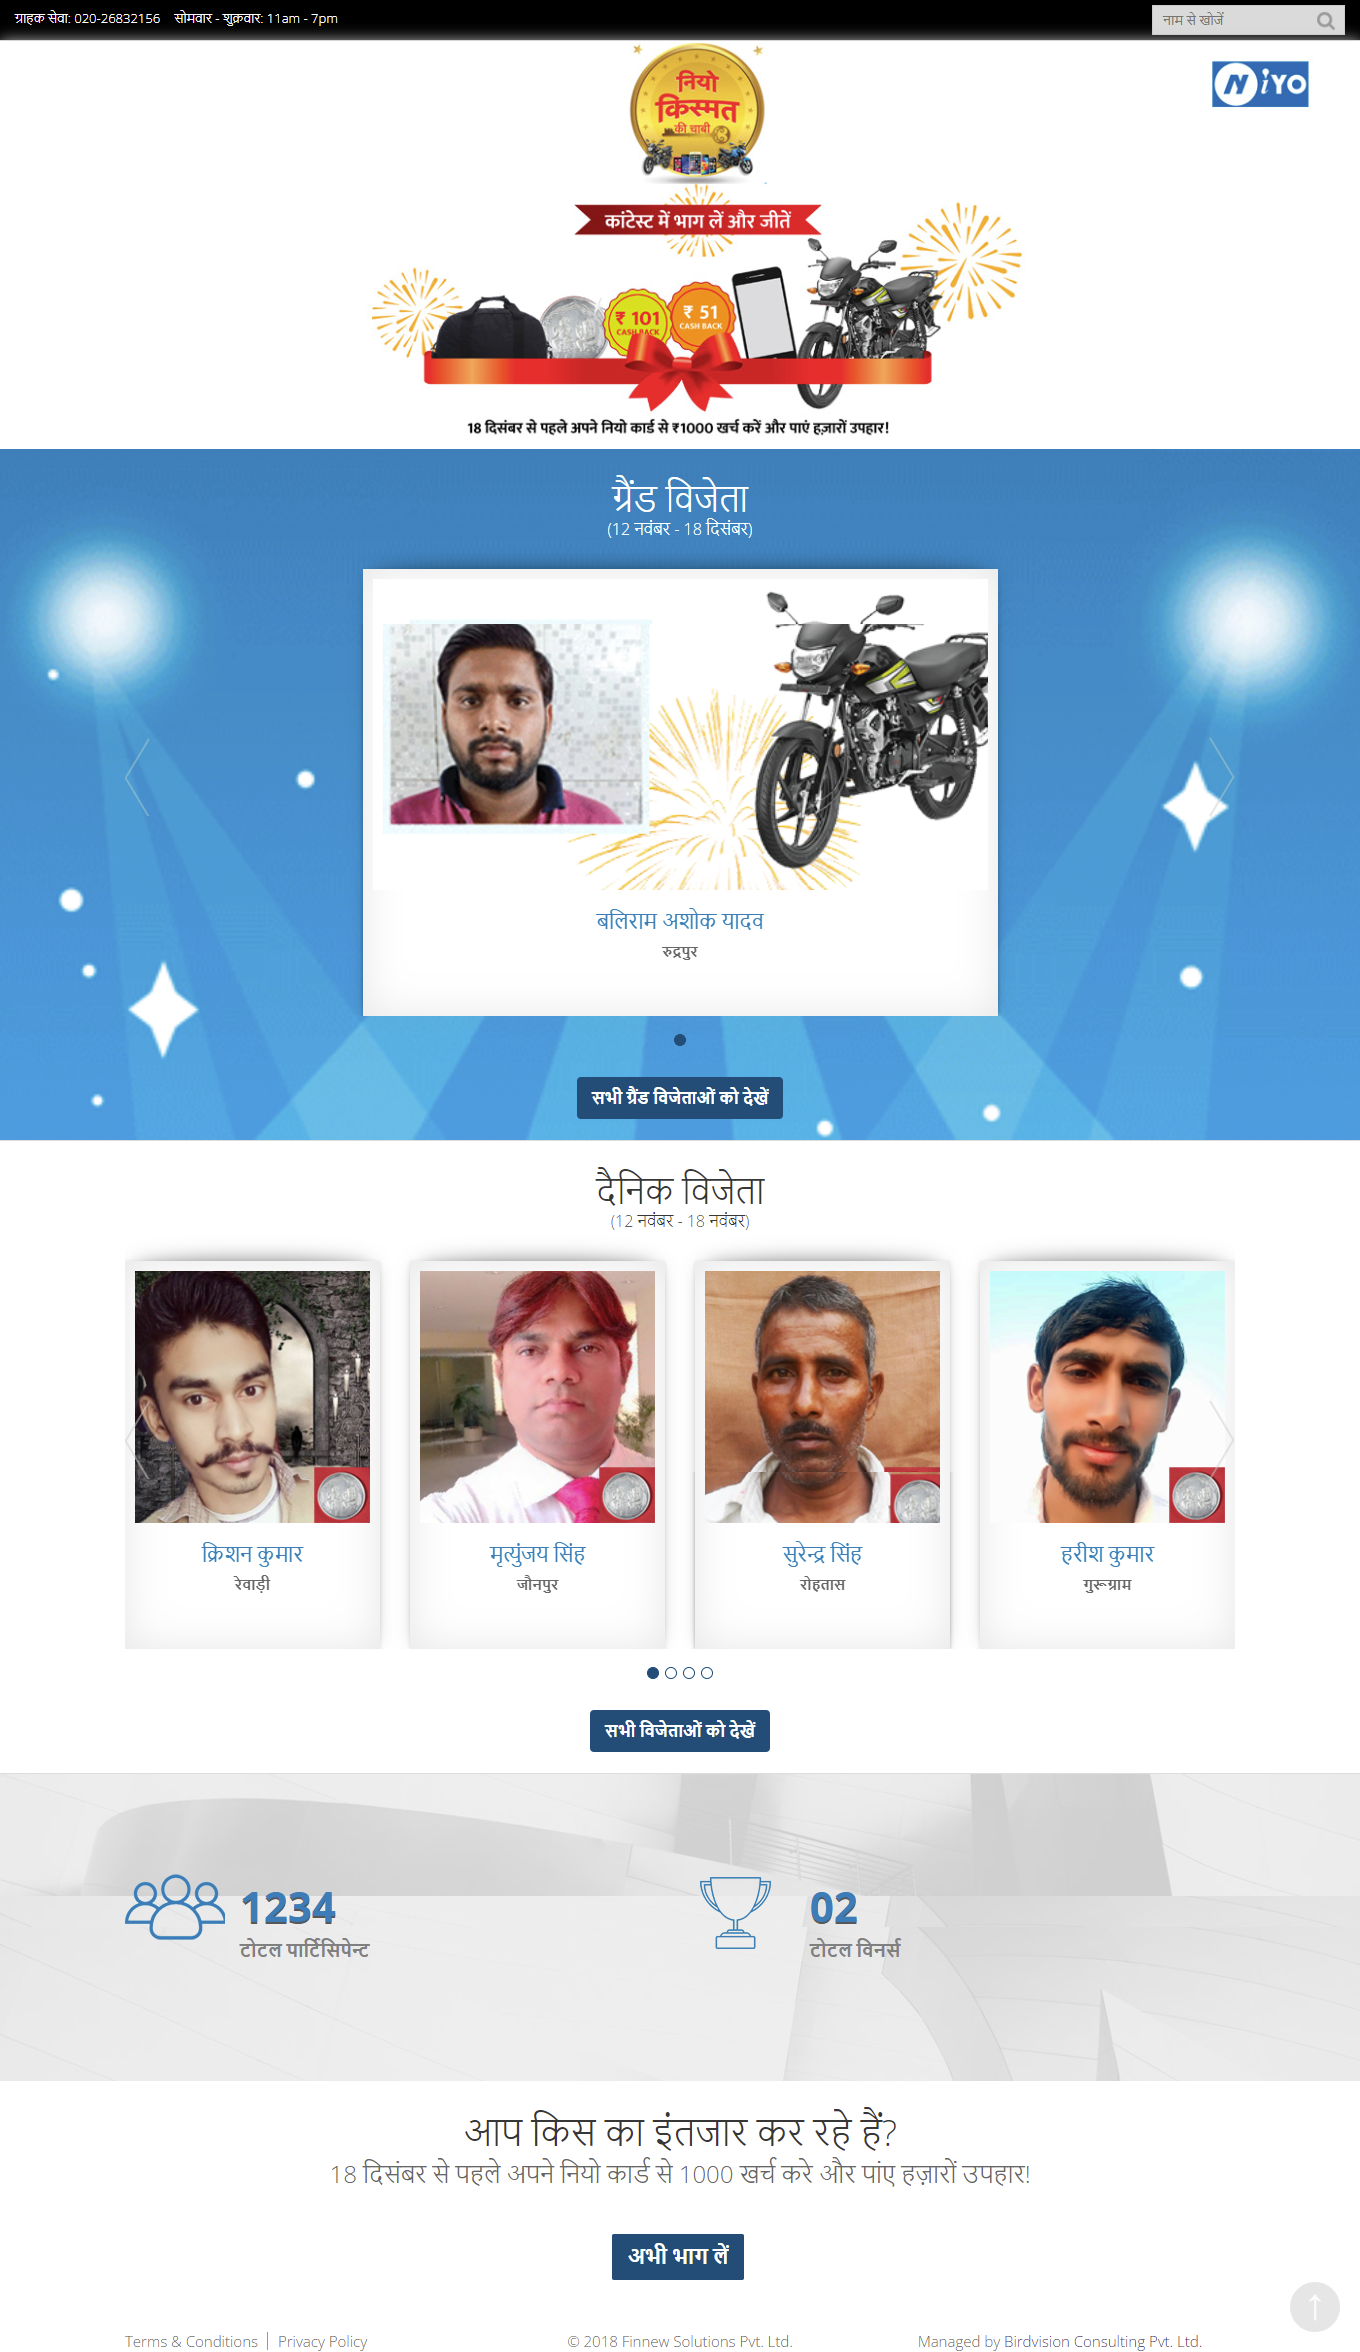 ग्राहक सेवा: 020-26832156 सोमवार - शुक्रवार: 11am - 7pm
नाम से खोजें
नियो
किस्मत
की चाबी
NiYO
कांटेस्ट में भाग लें और जीतें
₹ 101
CASH BACK
₹ 51
CASH BACK
18 दिसंबर से पहले अपने नियो कार्ड से ₹1000 खर्च करें और पाएं हज़ारों उपहार!
ग्रैंड विजेता
(12 नवंबर - 18 दिसंबर)
बलिराम अशोक यादव
रुद्रपुर
सभी ग्रैंड विजेताओं को देखें
दैनिक विजेता
(12 नवंबर - 18 नवंबर)
क्रिशन कुमार
रेवाड़ी
मृत्युंजय सिंह
जौनपुर
सुरेन्द्र सिंह
रोहतास
हरीश कुमार
गुरूग्राम
सभी विजेताओं को देखें
1234
टोटल पार्टिसिपेन्ट
02
टोटल विनर्स
आप किस का इंतजार कर रहे हैं?
18 दिसंबर से पहले अपने नियो कार्ड से 1000 खर्च करे और पांए हज़ारों उपहार!
अभी भाग लें
Terms & Conditions | Privacy Policy
© 2018 Finnew Solutions Pvt. Ltd.
Managed by Birdvision Consulting Pvt. Ltd.